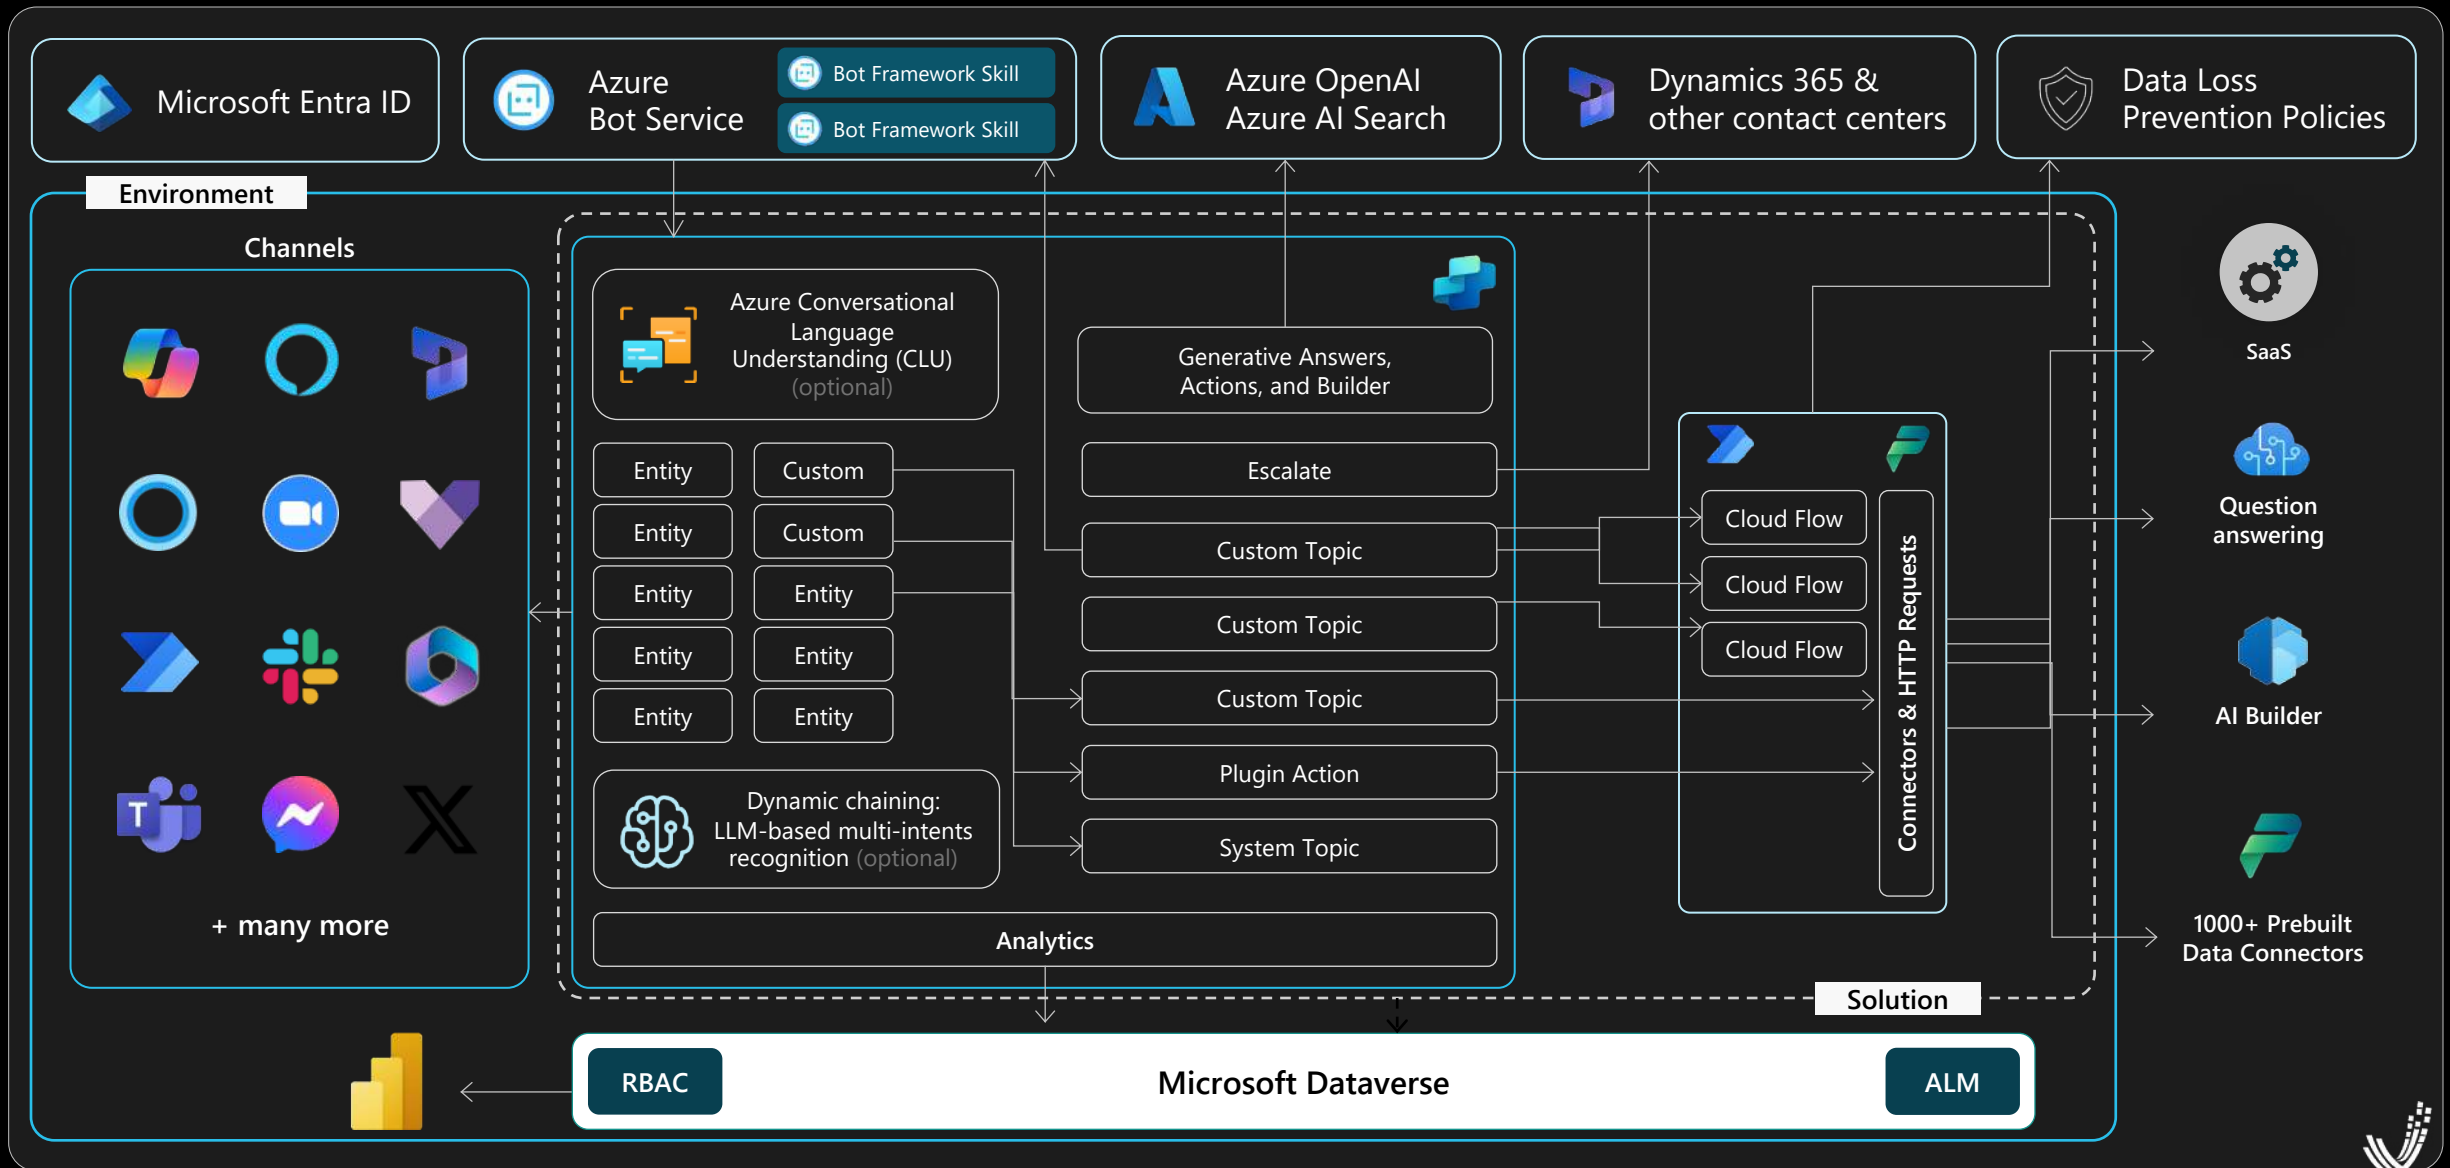 Microsoft Entra ID
Azure
Bot Service
Bot Framework Skill
Bot Framework Skill
Azure OpenAI
Azure AI Search
Dynamics 365 &
other contact centers
Data Loss
Prevention Policies
Environment
Channels
+ many more
Azure Conversational
Language
Understanding (CLU)
(optional)
Entity
Custom
Entity
Custom
Entity
Entity
Entity
Entity
Entity
Entity
Dynamic chaining:
LLM-based multi-intents
recognition (optional)
Generative Answers,
Actions, and Builder
Escalate
Custom Topic
Custom Topic
Custom Topic
Plugin Action
System Topic
Analytics
Cloud Flow
Cloud Flow
Cloud Flow
Connectors & HTTP Requests
SaaS
Question
answering
AI Builder
1000+ Prebuilt
Data Connectors
Solution
RBAC
Microsoft Dataverse
ALM
T